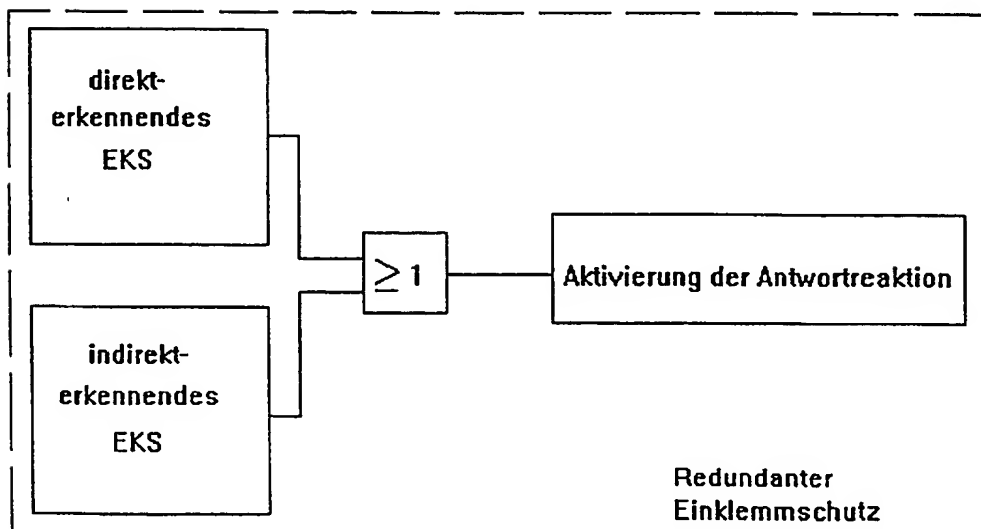 direkt-
erkennendes
EKS
≥ 1
Aktivierung der Antwortreaktion
indirekt-
erkennendes
EKS
Redundanter
Einklemmschutz